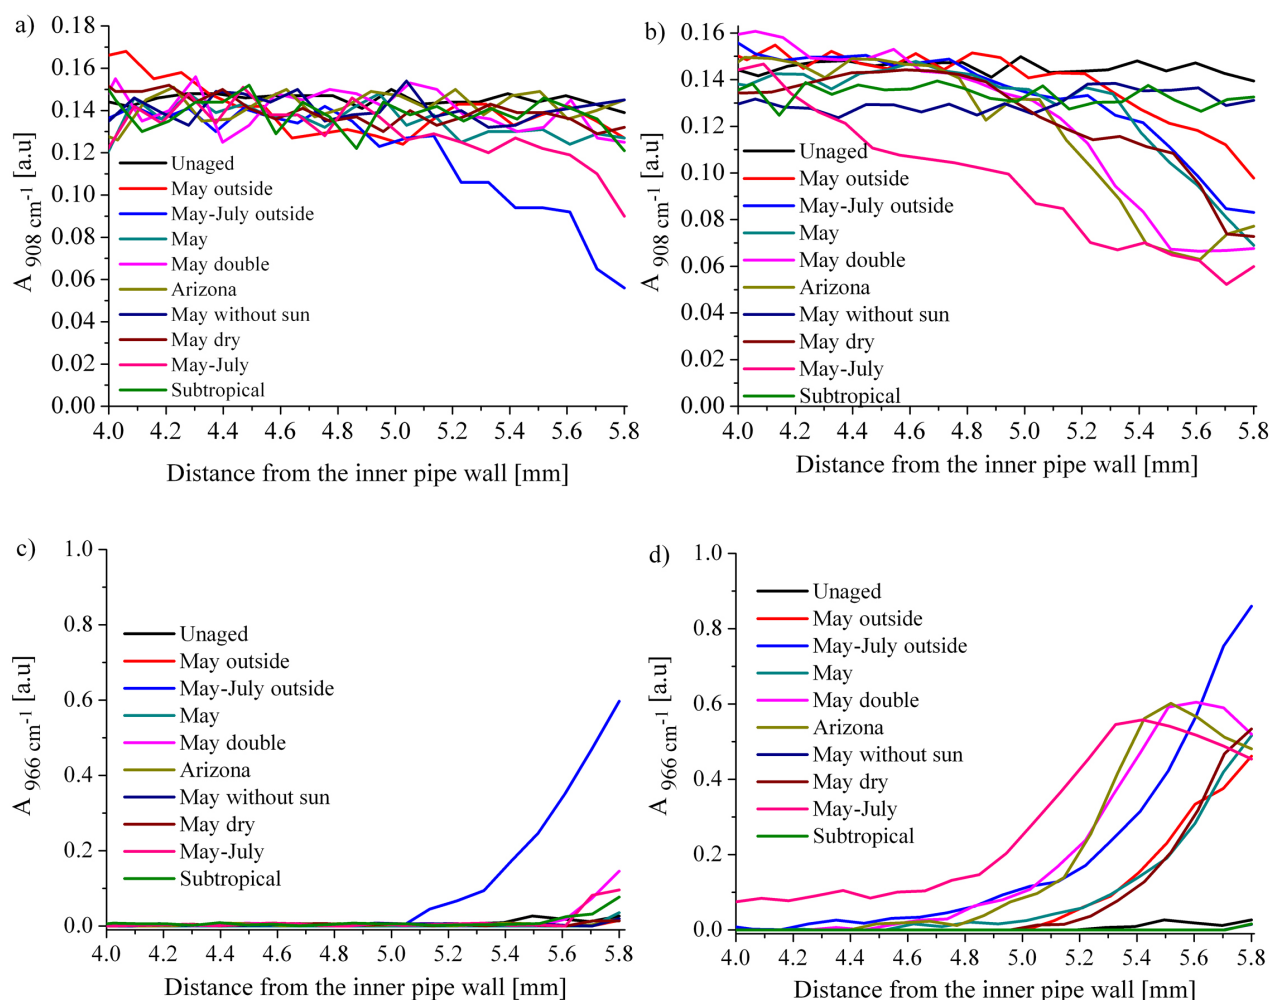 a)
0.18
0.16
0.14
0.12
0.10
0.08
0.06
0.04
0.02
0.00
A 908 cm-1 [a.u]
Unaged
May outside
May-July outside
May
May double
Arizona
May without sun
May dry
May-July
Subtropical
4.0 4.2 4.4 4.6 4.8 5.0 5.2 5.4 5.6 5.8
Distance from the inner pipe wall [mm]
b)
0.16
0.14
0.12
0.10
0.08
0.06
0.04
0.02
0.00
A 908 cm-1 [a.u]
Unaged
May outside
May-July outside
May
May double
Arizona
May without sun
May dry
May-July
Subtropical
4.0 4.2 4.4 4.6 4.8 5.0 5.2 5.4 5.6 5.8
Distance from the inner pipe wall [mm]
c)
1.0
0.8
0.6
0.4
0.2
0.0
A 966 cm-1 [a.u]
Unaged
May outside
May-July outside
May
May double
Arizona
May without sun
May dry
May-July
Subtropical
4.0 4.2 4.4 4.6 4.8 5.0 5.2 5.4 5.6 5.8
Distance from the inner pipe wall [mm]
d)
1.0
0.8
0.6
0.4
0.2
0.0
A 966 cm-1 [a.u]
Unaged
May outside
May-July outside
May
May double
Arizona
May without sun
May dry
May-July
Subtropical
4.0 4.2 4.4 4.6 4.8 5.0 5.2 5.4 5.6 5.8
Distance from the inner pipe wall [mm]